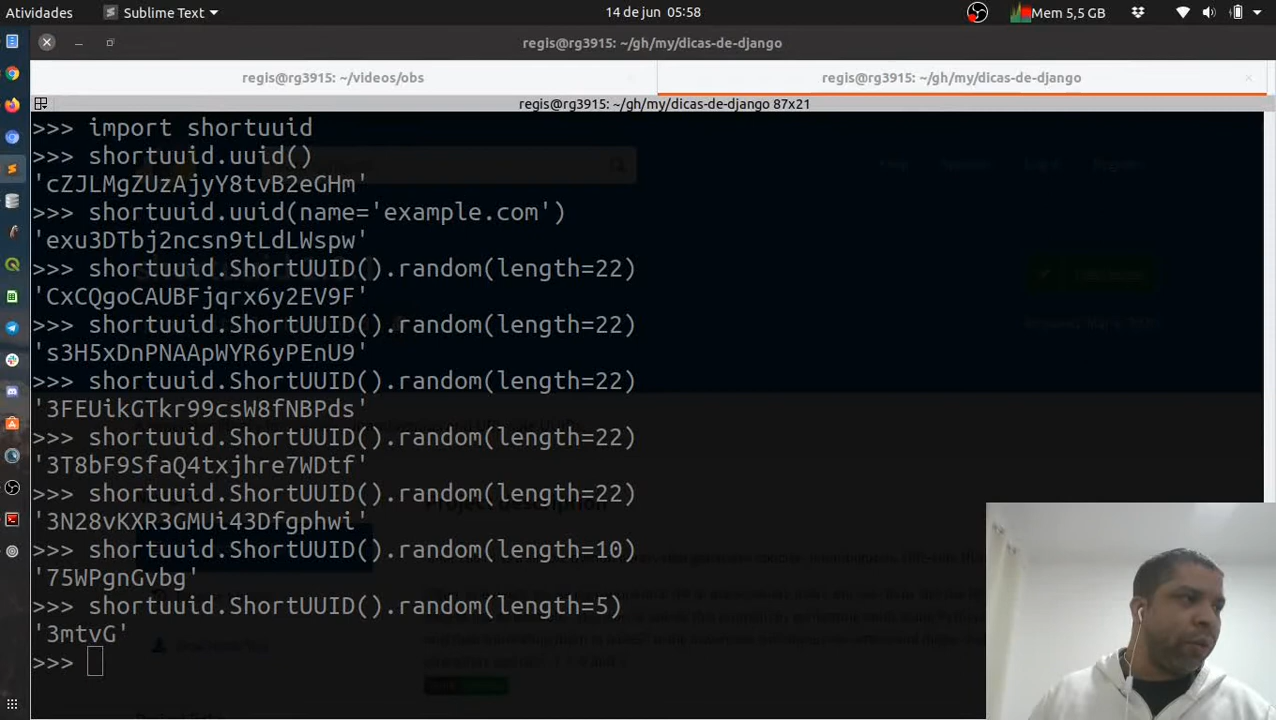 Atividades
Sublime Text
14 de jun 05:58
Mem 5,5 GB
regis@rg3915: ~/gh/my/dicas-de-django
regis@rg3915: ~/videos/obs
regis@rg3915: ~/gh/my/dicas-de-django
regis@rg3915: ~/gh/my/dicas-de-django 87x21
>>> import shortuuid
>>> shortuuid.uuid()
'cZJLMgZUzAjyY8tvB2eGHm'
>>> shortuuid.uuid(name='example.com')
'exu3DTbj2ncsn9tLdLWspw'
>>> shortuuid.ShortUUID().random(length=22)
'CxCQgoCAUBFjqrx6y2EV9F'
>>> shortuuid.ShortUUID().random(length=22)
's3H5xDnPNAApWYR6yPEnU9'
>>> shortuuid.ShortUUID().random(length=22)
'3FEUikGTkr99csW8fNBPds'
>>> shortuuid.ShortUUID().random(length=22)
'3T8bF9SfaQ4txjhre7WDtf'
>>> shortuuid.ShortUUID().random(length=22)
'3N28vKXR3GMUi43Dfgphwi'
>>> shortuuid.ShortUUID().random(length=10)
'75WPgnGvbg'
>>> shortuuid.ShortUUID().random(length=5)
'3mtvG'
>>>
Project description